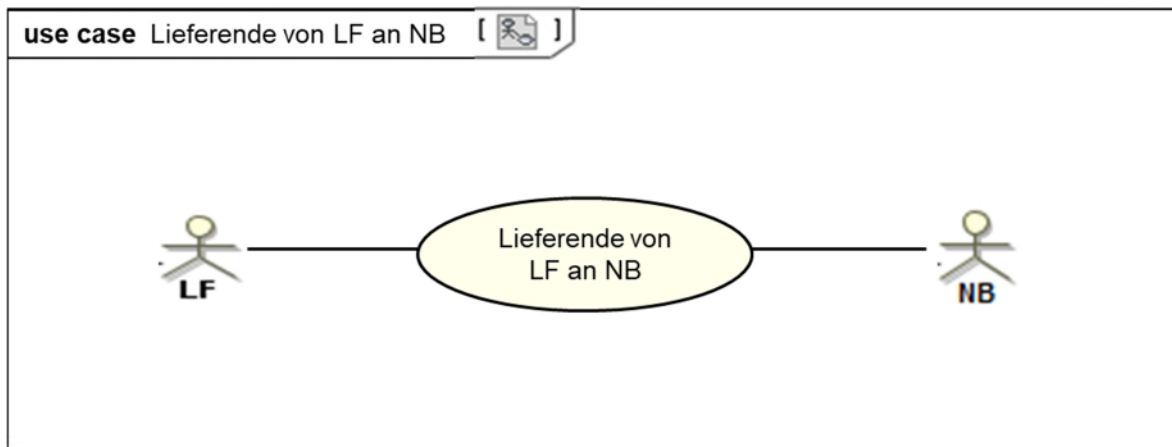 use case Lieferende von LF an NB [ ]
Lieferende von
LF an NB
LF
NB